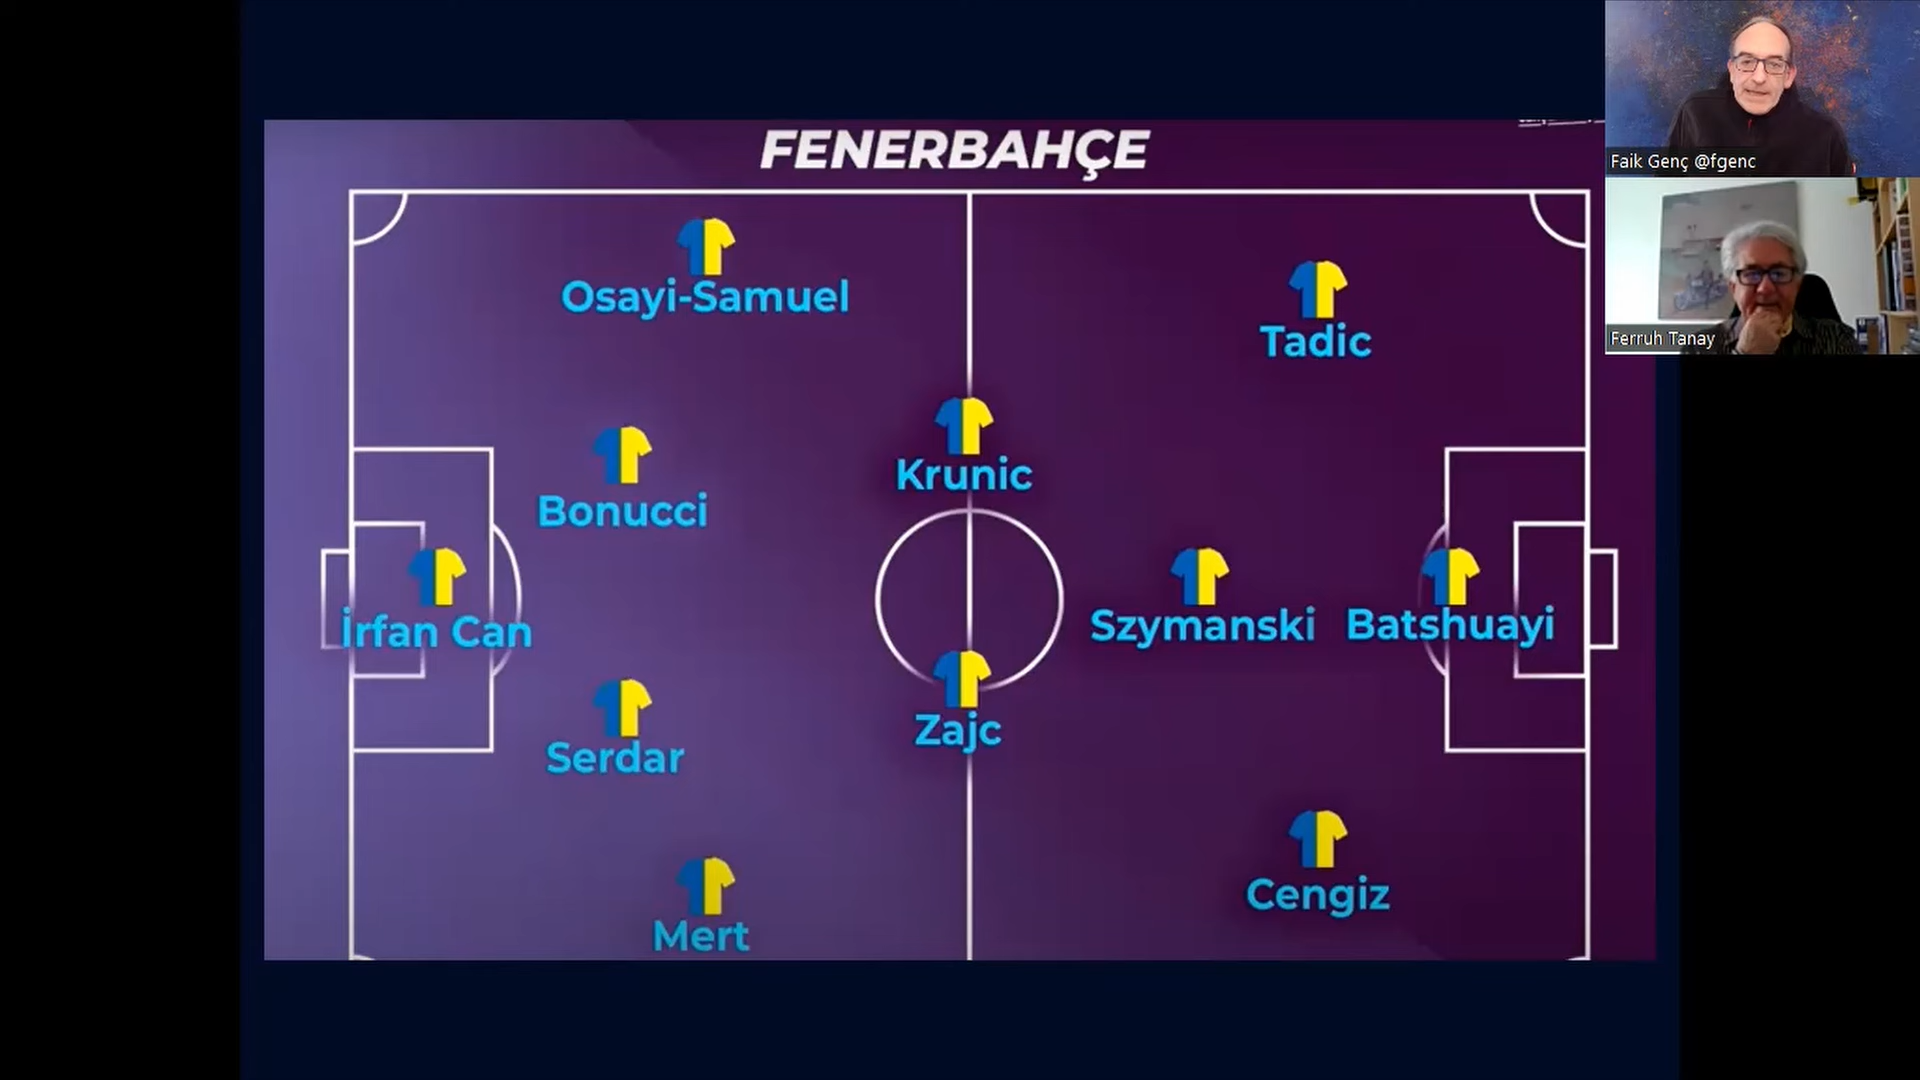 FENERBAHÇE
Faik Genç @fgenc
Ferruh Tanay
Osayi-Samuel
Tadic
Krunic
Bonucci
İrfan Can
Szymanski
Batshuayi
Serdar
Zajc
Cengiz
Mert